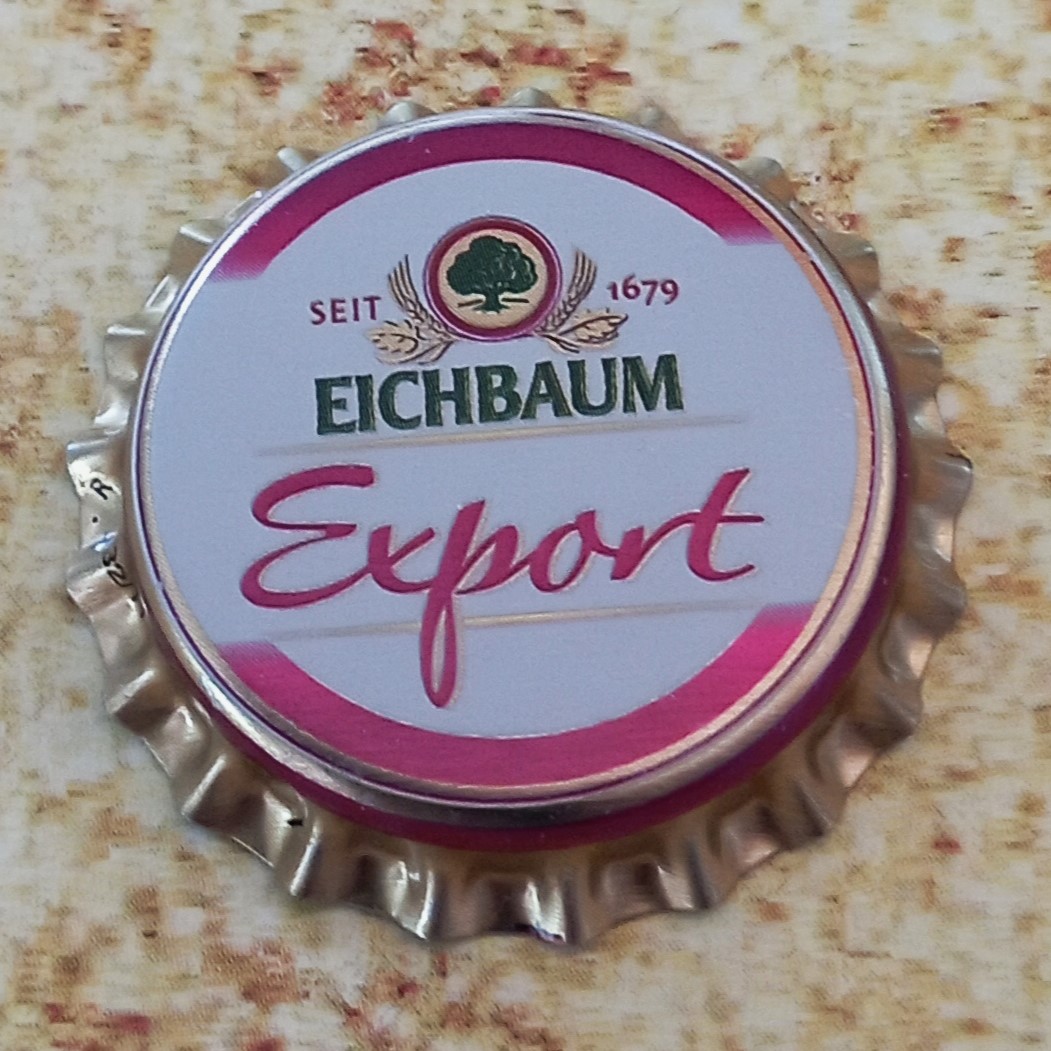 SEIT 1679
EICHBAUM
Export